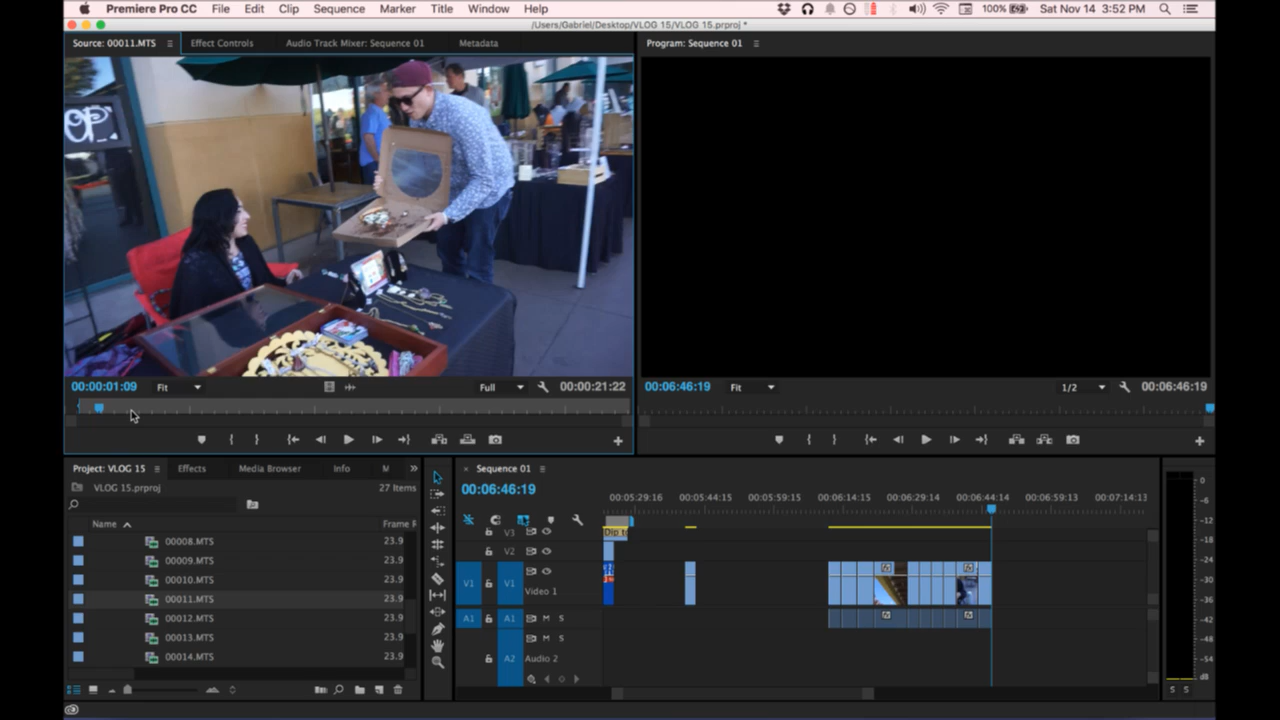 Premiere Pro CC File Edit Clip Sequence Marker Title Window Help 100% Sat Nov 14 3:52 PM
/Users/Gabriel/Desktop/VLOG 15/VLOG 15.prproj *
Source: 00011.MTS Effect Controls Audio Track Mixer: Sequence 01 Metadata
Program: Sequence 01
OP
00:00:01:09 Fit Full 00:00:21:22
00:06:46:19 Fit 1/2 00:06:46:19
Project: VLOG 15 Effects Media Browser Info M
VLOG 15.prproj 27 Items
Name Frame R
00008.MTS 23.9
00009.MTS 23.9
00010.MTS 23.9
00011.MTS 23.9
00012.MTS 23.9
00013.MTS 23.9
00014.MTS 23.9
× Sequence 01
00:06:46:19
00:05:29:16 00:05:44:15 00:05:59:15 00:06:14:15 00:06:29:14 00:06:44:14 00:06:59:13 00:07:14:13
V3 Dip to
V2
V1 V1 Video 1
A1 A1 M S
M S
A2 Audio 2
0
-6
-12
-18
-24
-30
-36
-42
-48
-54
dB
S S